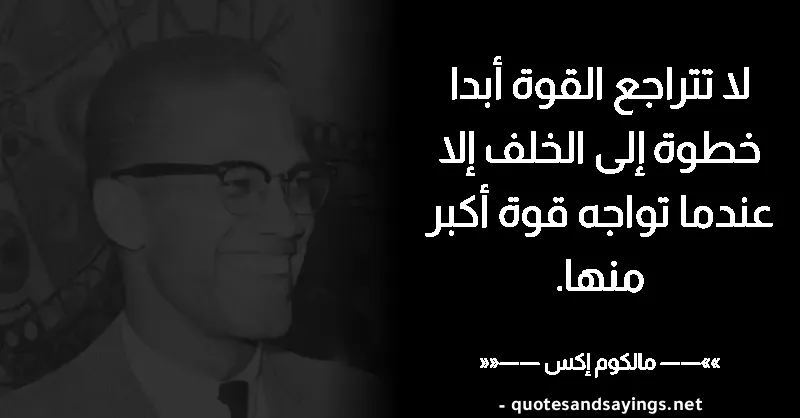 لا تتراجع القوة أبدا
خطوة إلى الخلف إلا
عندما تواجه قوة أكبر
منها.
»»—— مالكوم إكس ——««
- quotesandsayings.net